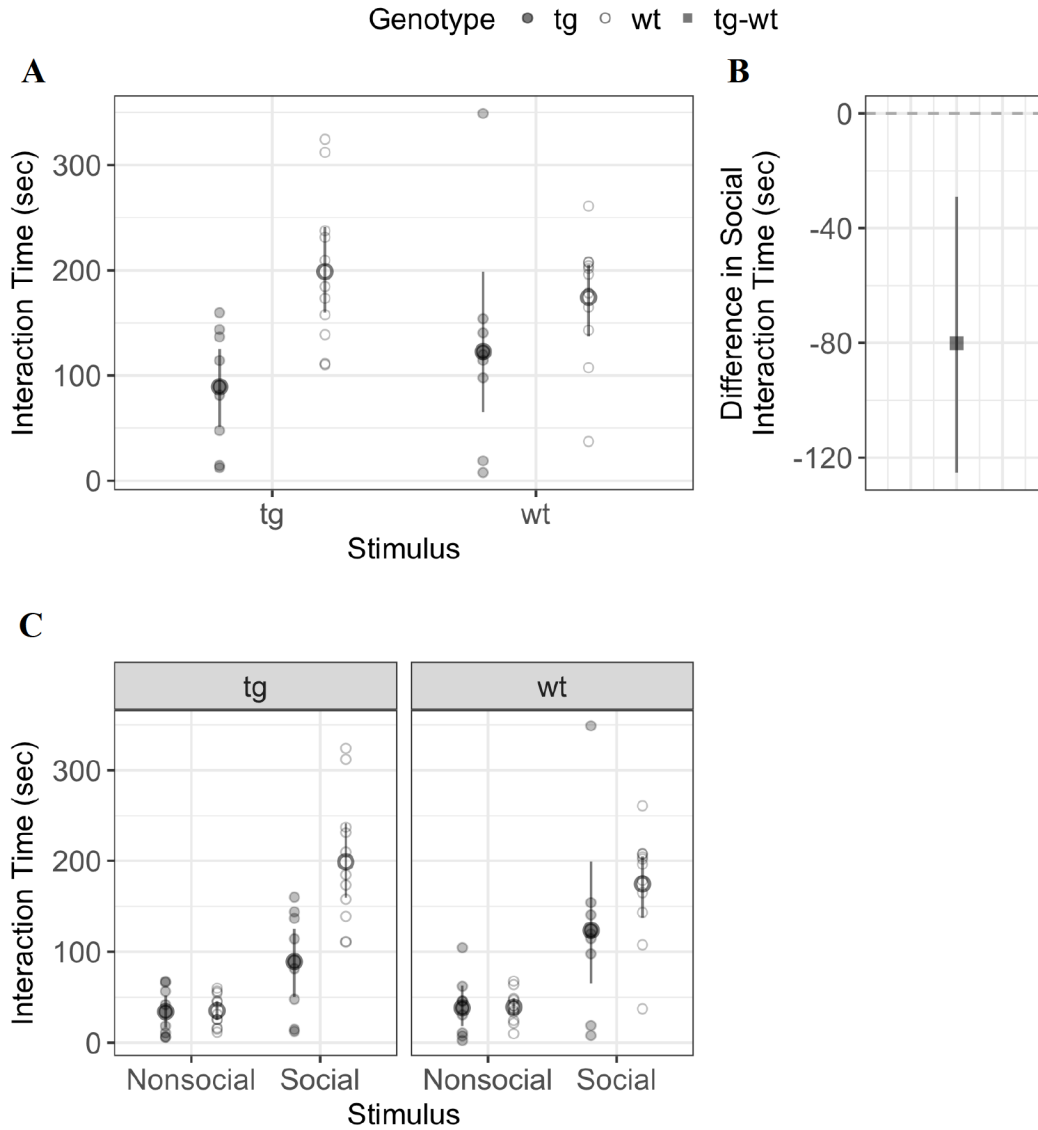 Genotype tg wt tg-wt
A
Interaction Time (sec)
300
200
100
0
tg wt
Stimulus
B
Difference in Social
Interaction Time (sec)
0
-40
-80
-120
C
tg wt
Interaction Time (sec)
300
200
100
0
Nonsocial Social Nonsocial Social
Stimulus